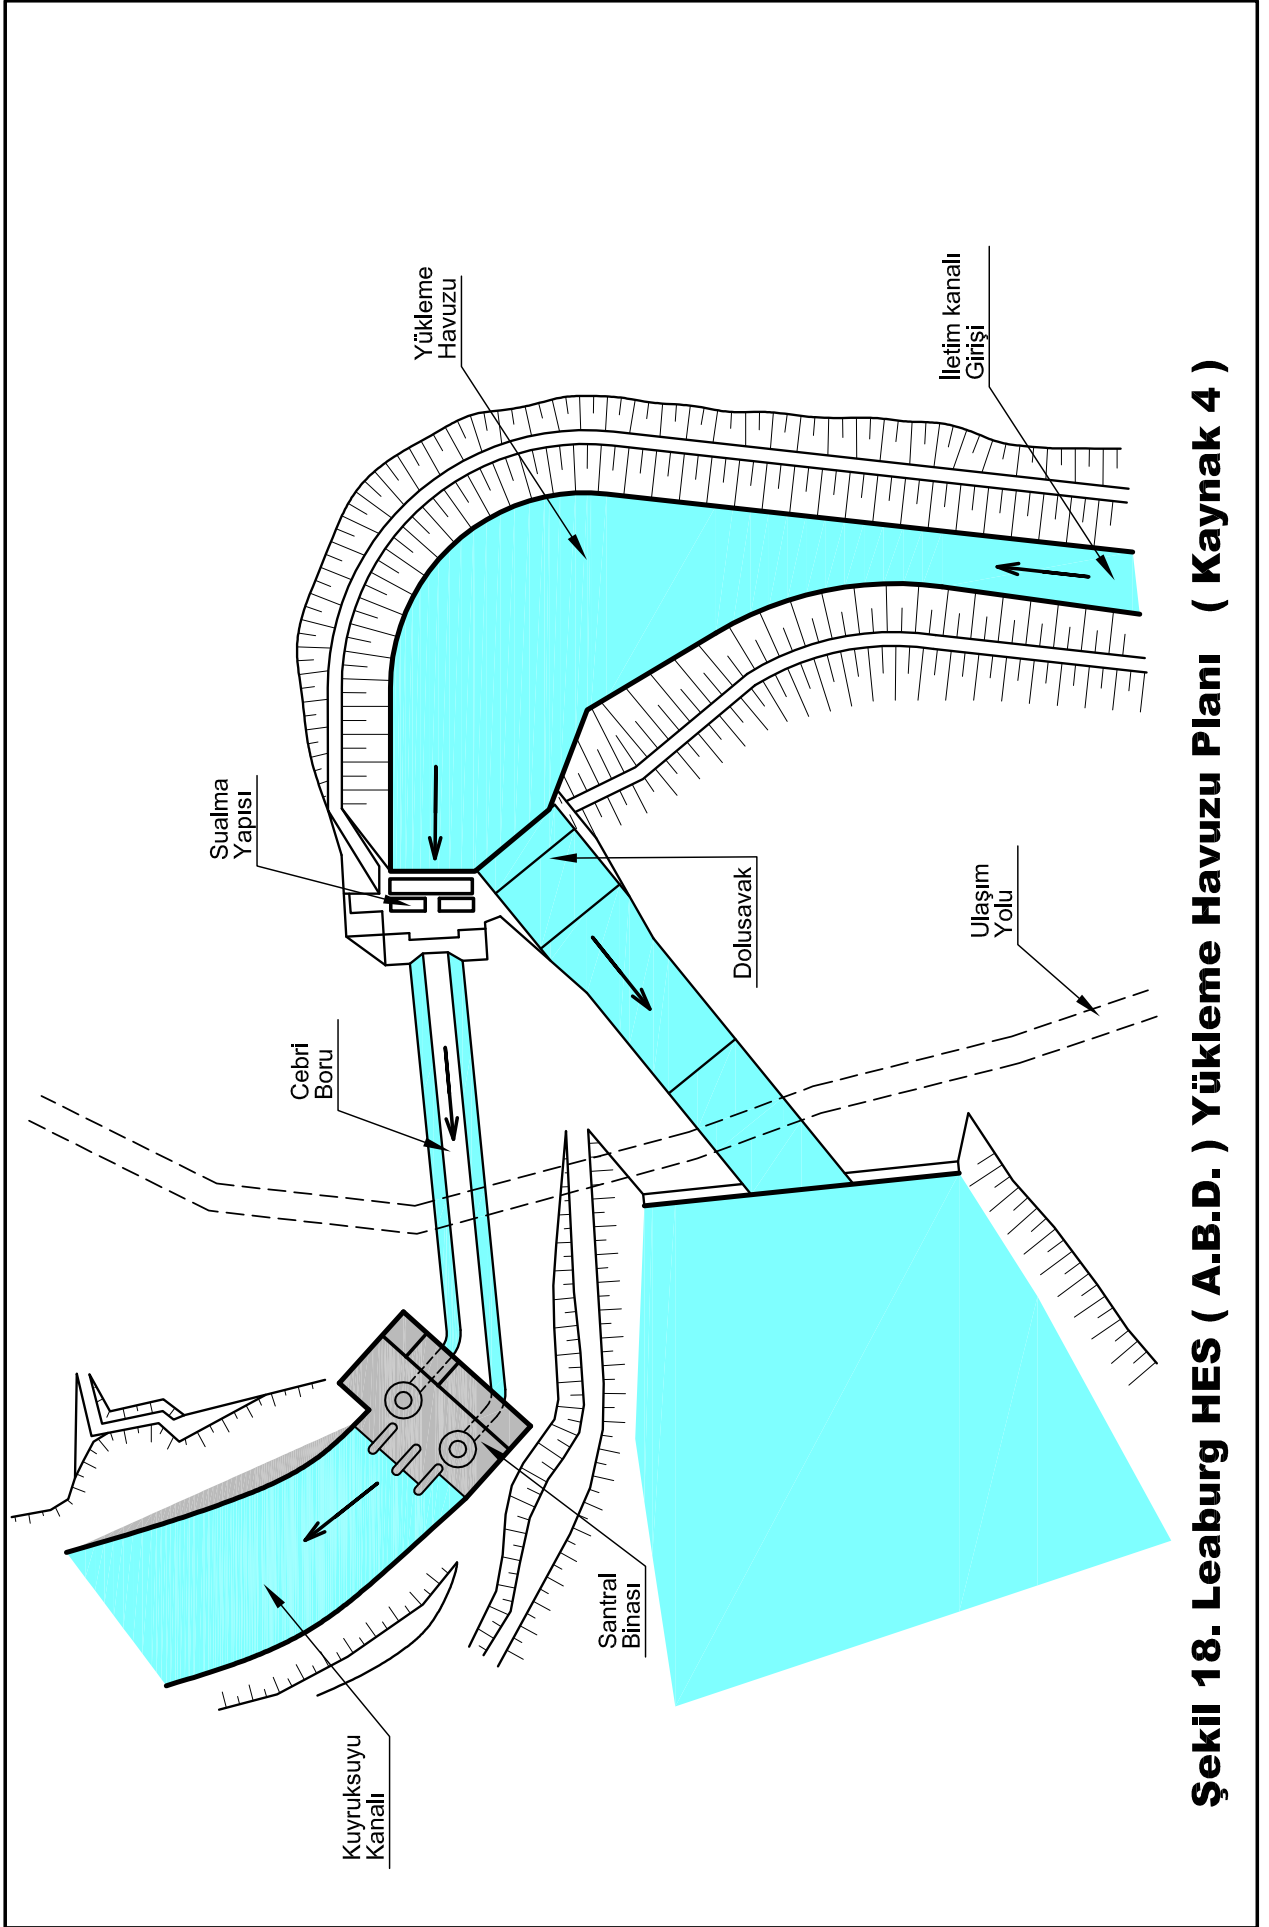 Yükleme
Havuzu
İletim kanalı
Girişi
Sualma
Yapısı
Dolusavak
Ulaşım
Yolu
Cebri
Boru
Santral
Binası
Kuyruksuyu
Kanalı
Şekil 18. Leaburg HES ( A.B.D. ) Yükleme Havuzu Planı ( Kaynak 4 )